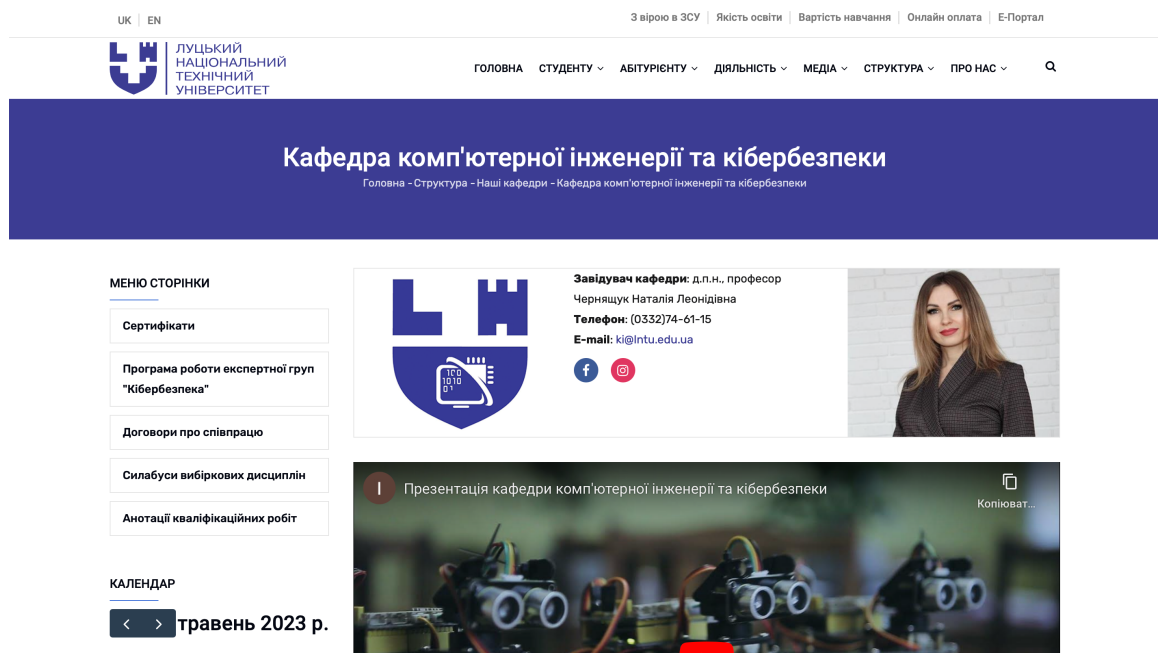 UK EN
З вірою в ЗСУ Якість освіти Вартість навчання Онлайн оплата Е-Портал
ЛУЦЬКИЙ
НАЦІОНАЛЬНИЙ
ТЕХНІЧНИЙ
УНІВЕРСИТЕТ
ГОЛОВНА СТУДЕНТУ АБІТУРІЄНТУ ДІЯЛЬНІСТЬ МЕДІА СТРУКТУРА ПРО НАС
Кафедра комп'ютерної інженерії та кібербезпеки
Головна - Структура - Наші кафедри - Кафедра комп'ютерної інженерії та кібербезпеки
МЕНЮ СТОРІНКИ
Сертифікати
Програма роботи експертної груп
"Кібербезпека"
Договори про співпрацю
Силабуси вибіркових дисциплін
Анотації кваліфікаційних робіт
КАЛЕНДАР
травень 2023 р.
Завідувач кафедри: д.п.н., професор
Чернящук Наталія Леонідівна
Телефон: (0332)74-61-15
E-mail: ki@lntu.edu.ua
І Презентація кафедри комп'ютерної інженерії та кібербезпеки
Копіюват...